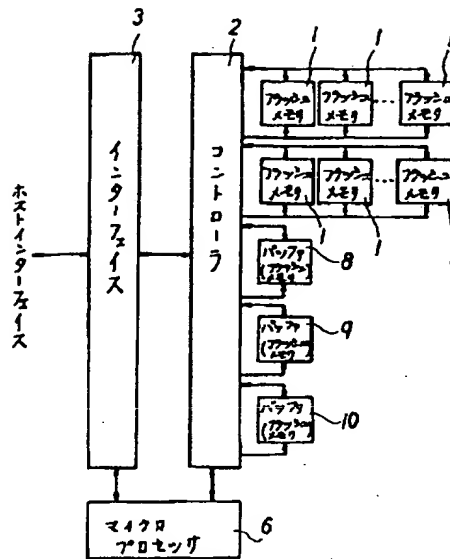 3
2
1
1
1
フラッシュ
メモリ
フラッシュ
メモリ
フラッシュ
メモリ
フラッシュ
メモリ
フラッシュ
メモリ
フラッシュ
メモリ
1
1
インターフェイス
コントローラ
ホストインターフェイス
バッファ
(フラッシュ
メモリ)
8
バッファ
(フラッシュ
メモリ)
9
バッファ
(フラッシュ
メモリ)
10
マイクロ
プロセッサ
6